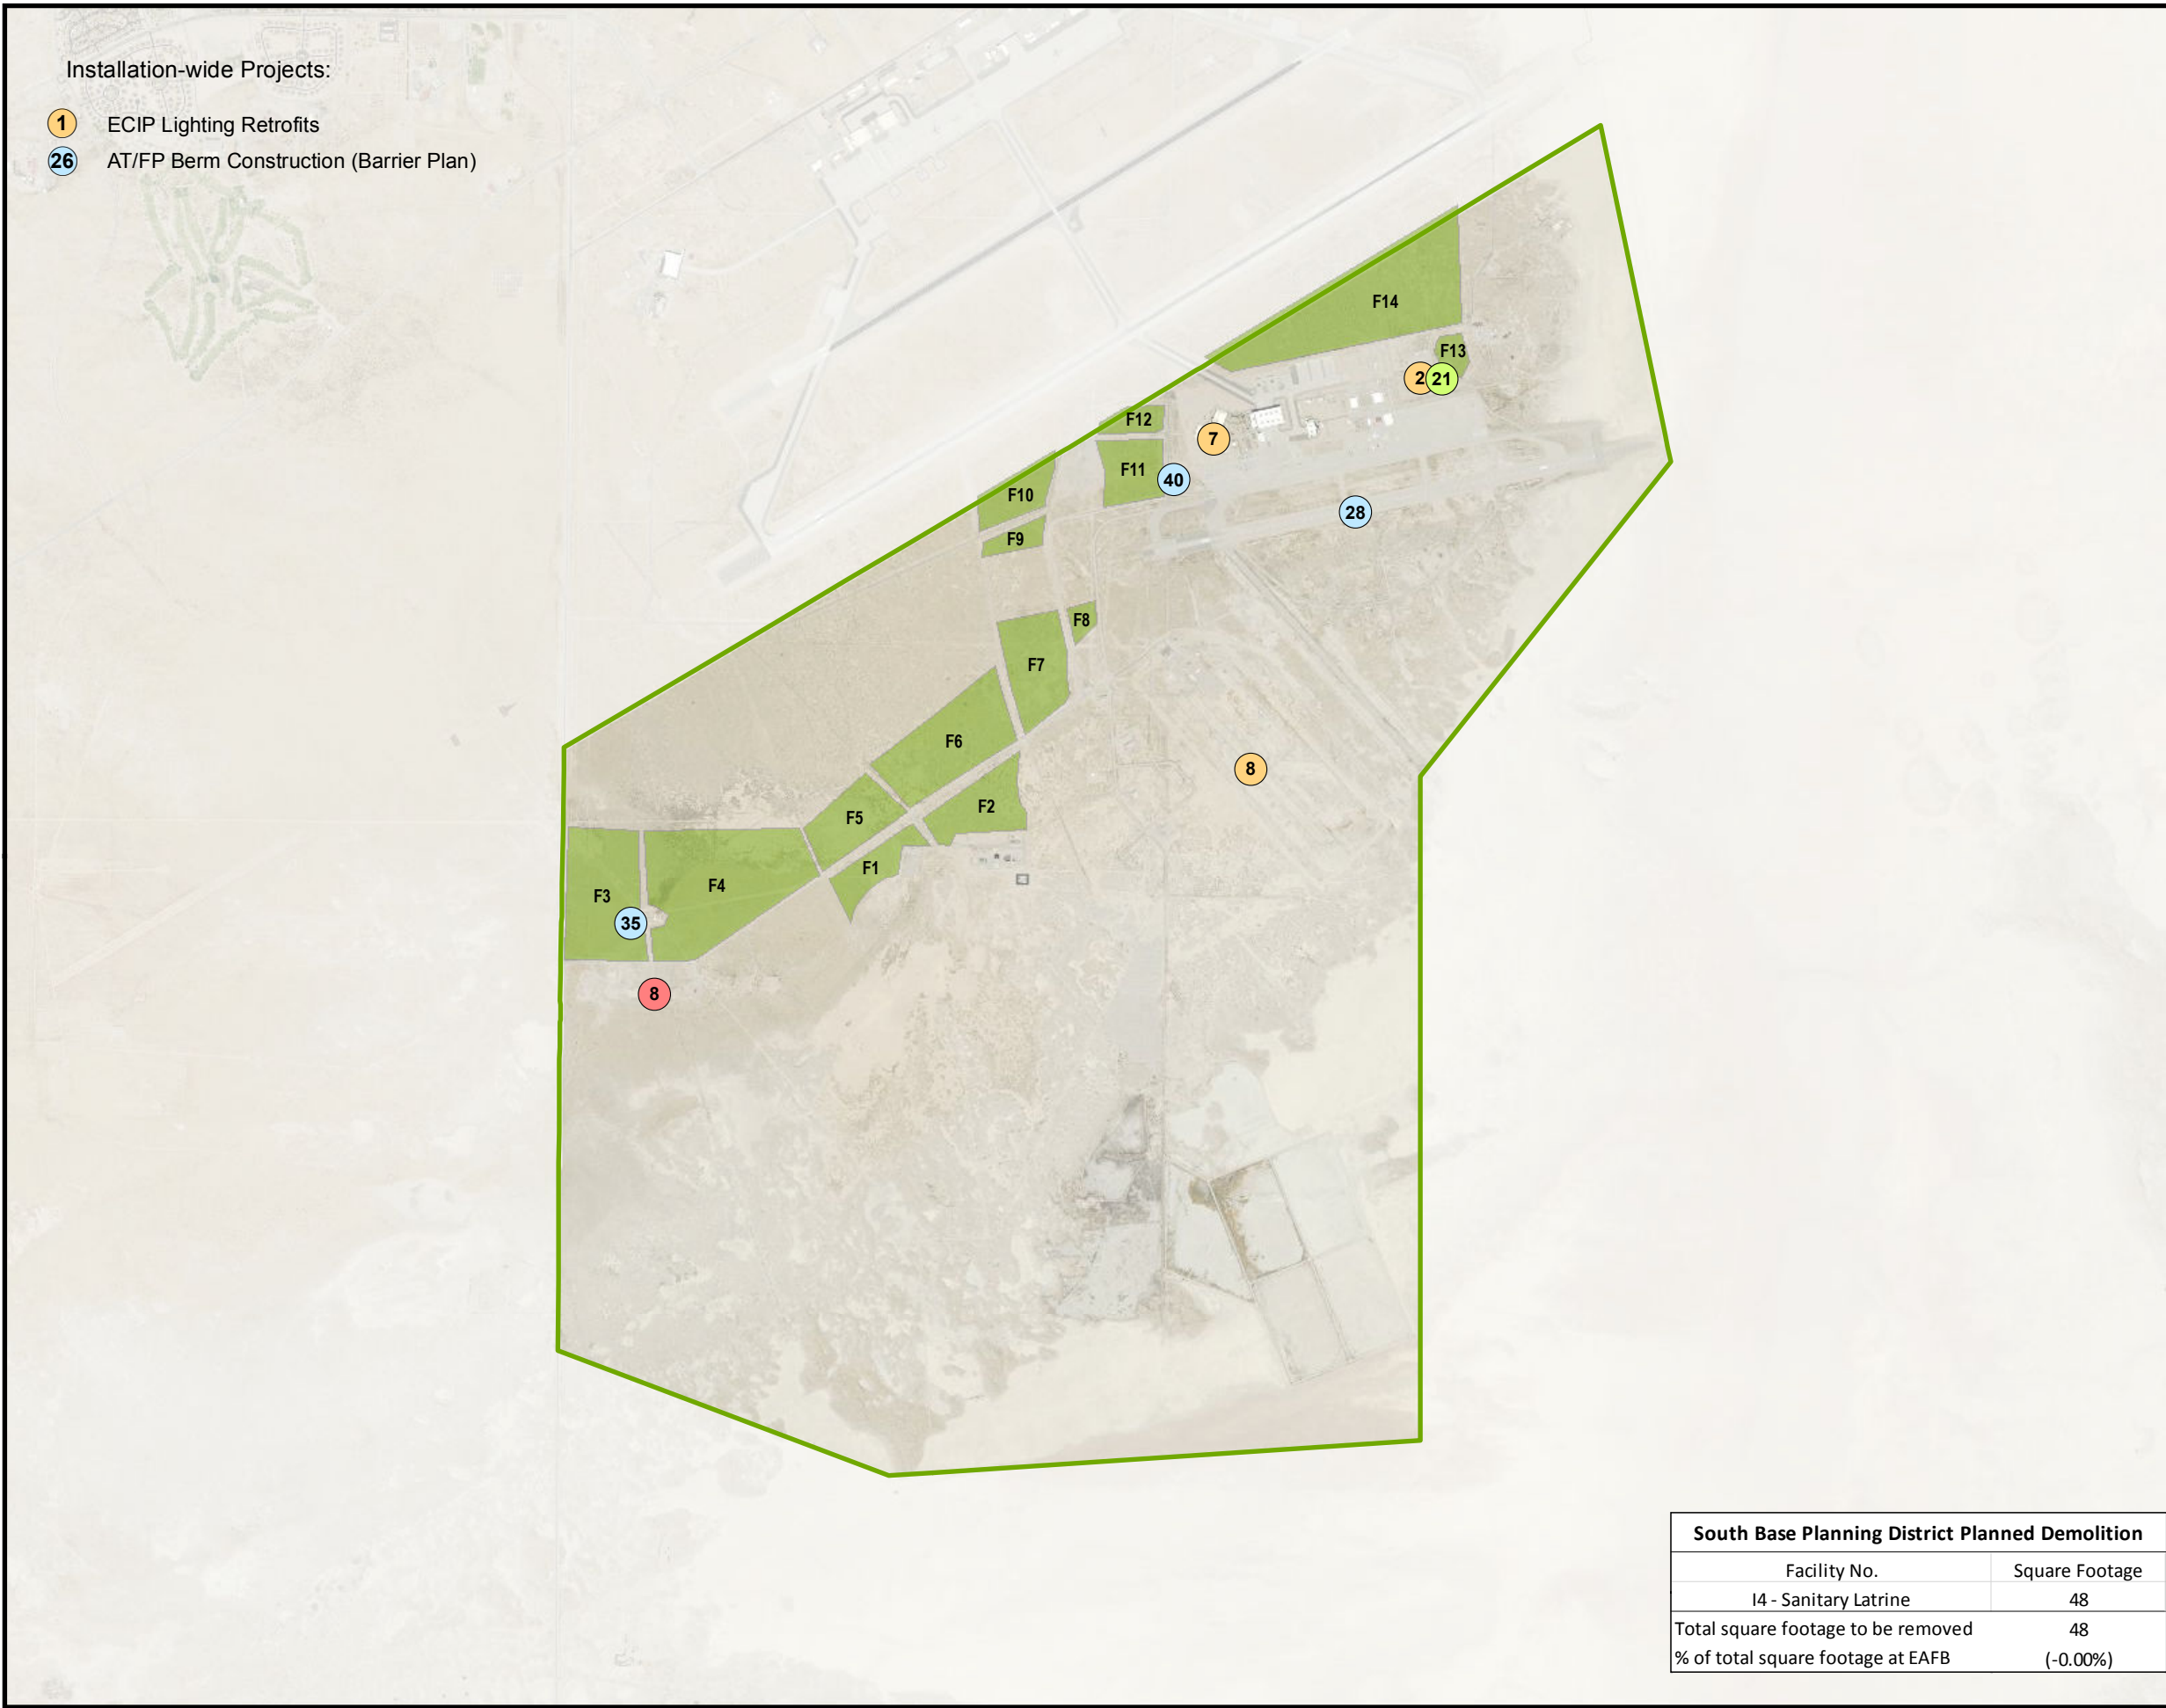 Installation-wide Projects:
1 ECIP Lighting Retrofits
26 AT/FP Berm Construction (Barrier Plan)
F14
F13
2 21
F12
7
F11
40
F10
28
F9
F8
F7
F6
8
F2
F5
F1
F4
F3
35
8
South Base Planning District Planned Demolition
Facility No. Square Footage
I4 - Sanitary Latrine 48
Total square footage to be removed 48
% of total square footage at EAFB (-0.00%)